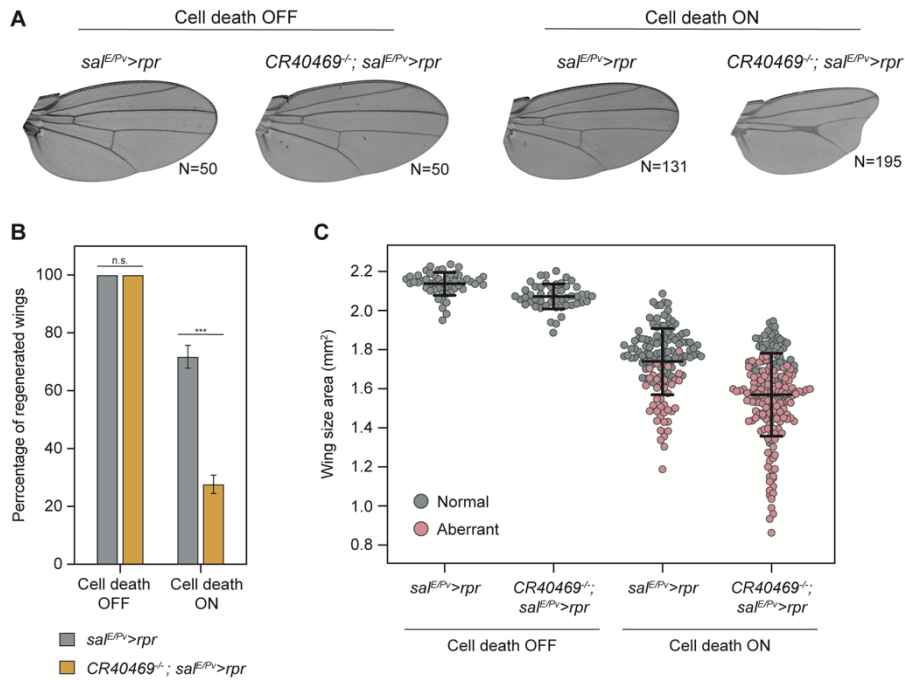 A
Cell death OFF
Cell death ON
salE/Pv>rpr
CR40469-/-; salE/Pv>rpr
salE/Pv>rpr
CR40469-/-; salE/Pv>rpr
N=50
N=50
N=131
N=195
B
Perrcentage of regenerated wings
100
80
60
40
20
0
n.s.
***
Cell death
OFF
Cell death
ON
salE/Pv>rpr
CR40469-/-; salE/Pv>rpr
C
Wing size area (mm²)
2.2
2.0
1.8
1.6
1.4
1.2
1.0
0.8
Normal
Aberrant
salE/Pv>rpr
CR40469-/-;
salE/Pv>rpr
salE/Pv>rpr
CR40469-/-;
salE/Pv>rpr
Cell death OFF
Cell death ON